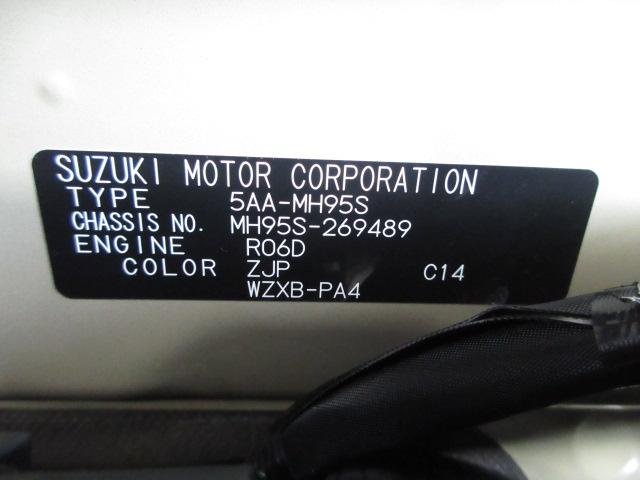 SUZUKI MOTOR CORPORATION
TYPE 5AA-MH95S
CHASSIS NO. MH95S-269489
ENGINE R06D
COLOR ZJP C14
WZXB-PA4